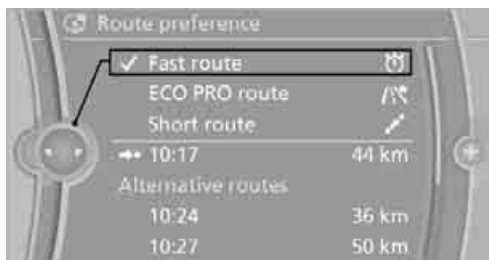 Route preference
Fast route
ECO PRO route
Short route
10:17 44 km
Alternative routes
10:24 36 km
10:27 50 km